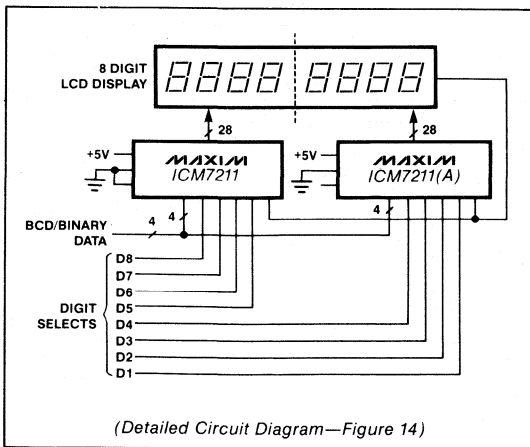 8 DIGIT
LCD DISPLAY
28
28
+5V
MAXIM
ICM7211
+5V
MAXIM
ICM7211(A)
4
4
BCD/BINARY
DATA
4
D8
D7
D6
D5
DIGIT
SELECTS
D4
D3
D2
D1
(Detailed Circuit Diagram—Figure 14)